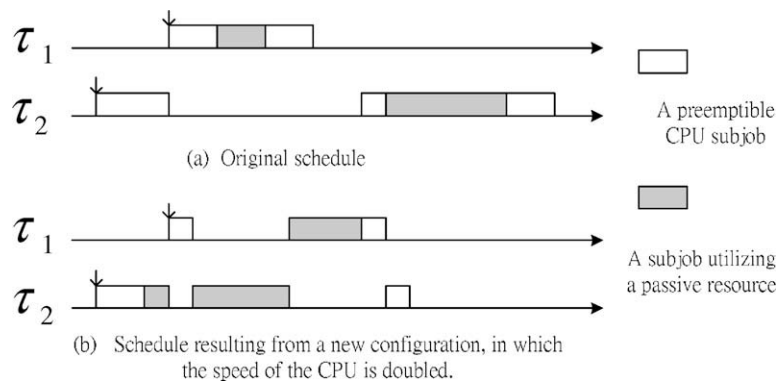 τ1
τ2
(a) Original schedule
τ1
τ2
(b) Schedule resulting from a new configuration, in which
the speed of the CPU is doubled.
A preemptible
CPU subjob
A subjob utilizing
a passive resource